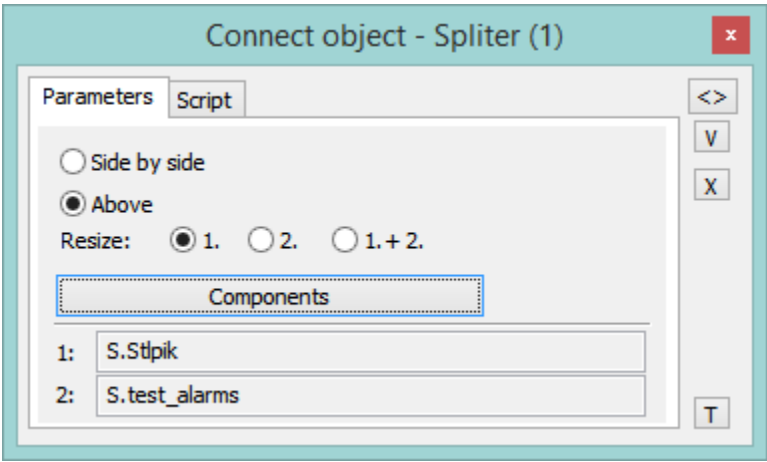 Connect object - Spliter (1)
x
Parameters Script
<>
V
X
Side by side
Above
Resize: 1. 2. 1. + 2.
Components
1: S.Stlpik
2: S.test_alarms
T